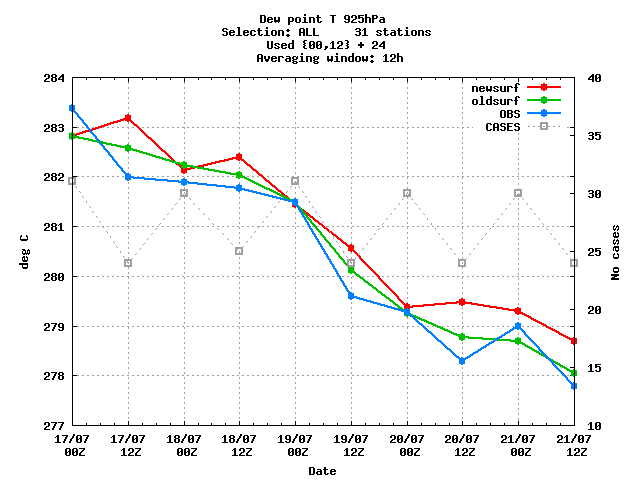 Dew point T 925hPa
Selection: ALL 31 stations
Used {00,12} + 24
Averaging window: 12h
284 40
newsurf
oldsurf
OBS
CASES
283 35
282 30
281
deg C
No cases
25
280
20
279
15
278
277 10
17/07 17/07 18/07 18/07 19/07 19/07 20/07 20/07 21/07 21/07
00Z 12Z 00Z 12Z 00Z 12Z 00Z 12Z 00Z 12Z
Date